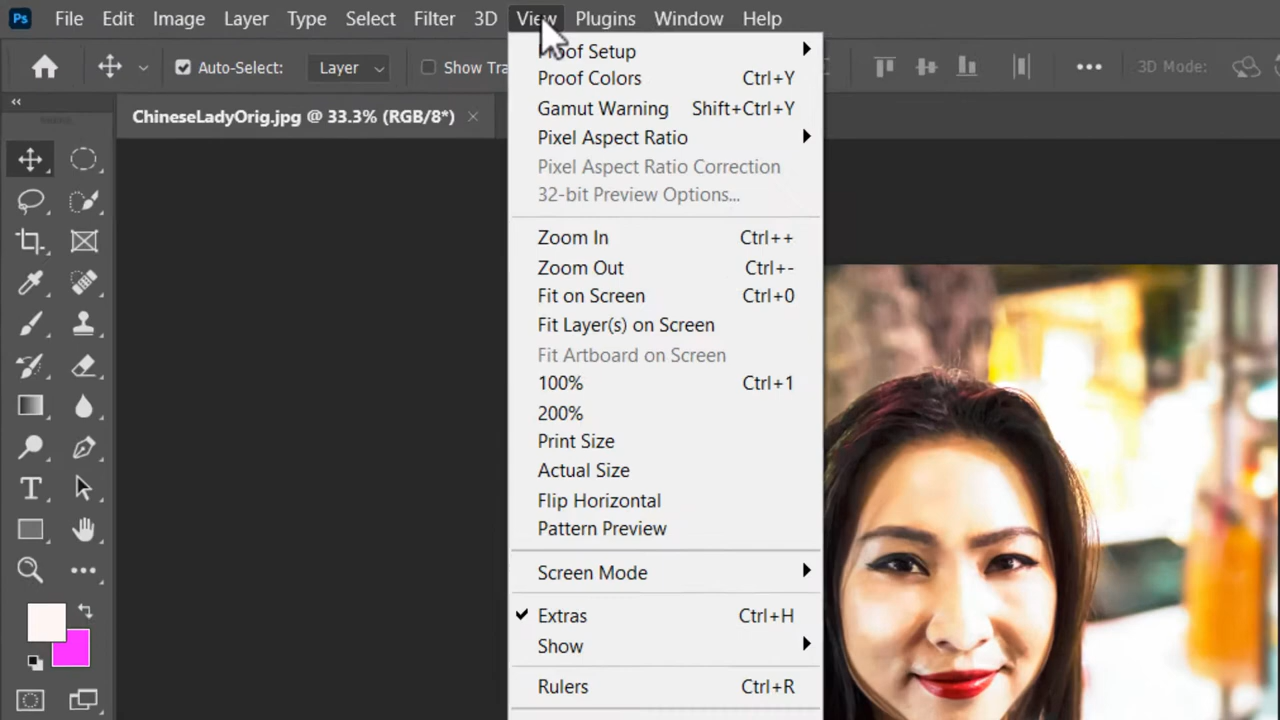 Ps File Edit Image Layer Type Select Filter 3D View Plugins Window Help
Auto-Select: Layer Show Tra 3D Mode:
ChineseLadyOrig.jpg @ 33.3% (RGB/8*)
Proof Setup
Proof Colors Ctrl+Y
Gamut Warning Shift+Ctrl+Y
Pixel Aspect Ratio
Pixel Aspect Ratio Correction
32-bit Preview Options...
Zoom In Ctrl++
Zoom Out Ctrl+-
Fit on Screen Ctrl+0
Fit Layer(s) on Screen
Fit Artboard on Screen
100% Ctrl+1
200%
Print Size
Actual Size
Flip Horizontal
Pattern Preview
Screen Mode
Extras Ctrl+H
Show
Rulers Ctrl+R